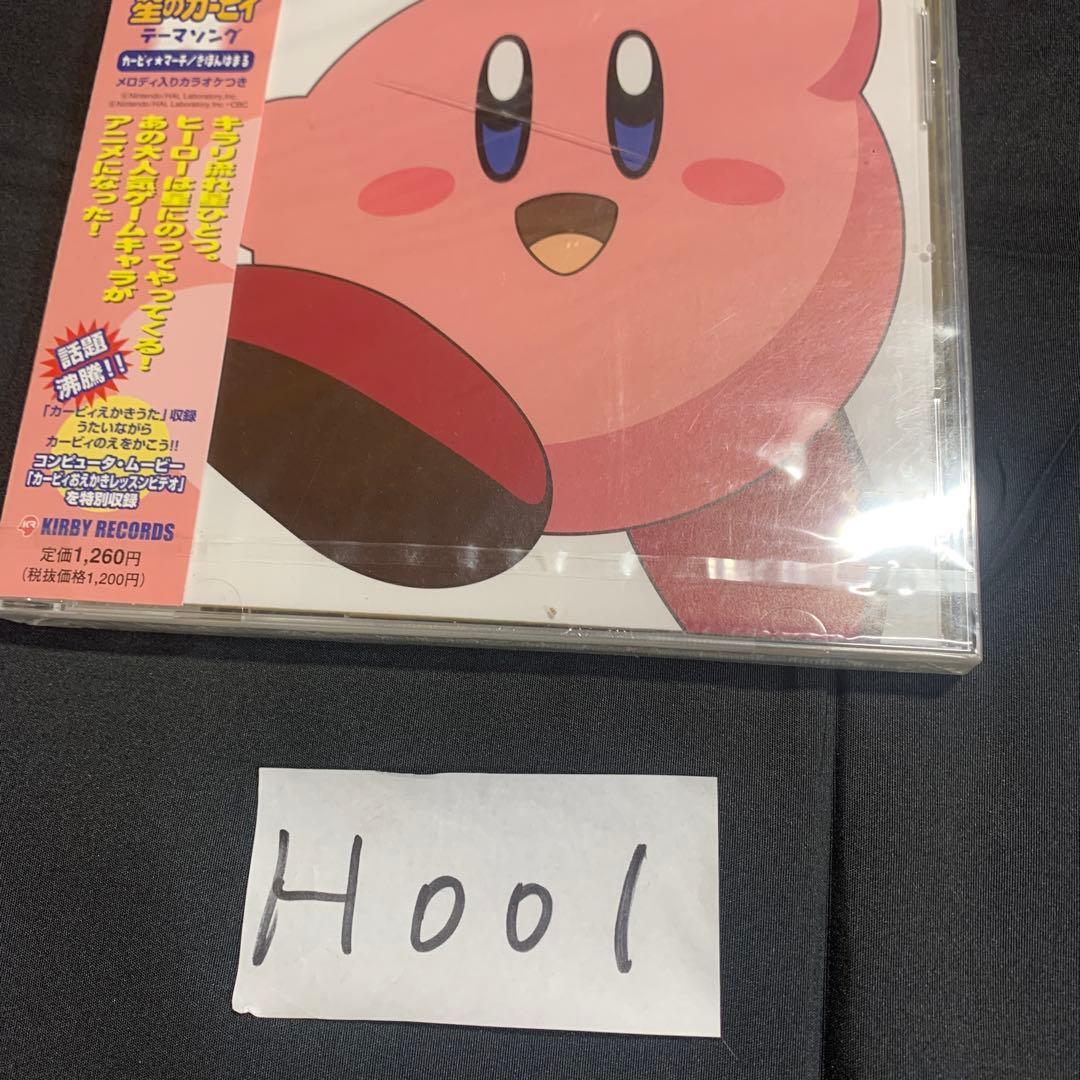 星のカービィ
テーマソング
カービィ★マーチ/きほんはまる
メロディ入りカラオケつき
©Nintendo/HAL Laboratory,Inc.
©Nintendo/HAL Laboratory,Inc.・CBC
キラリ流れ星ひとつ。
ヒーローは星にのってやってくる!
あの大人気ゲームキャラが
アニメになった!
話題
沸騰!!
「カービィえかきうた」収録
うたいながら
カービィのえをかこう!!
コンピュータ・ムービー
「カービィおえかきレッスンビデオ」
を特別収録
KR KIRBY RECORDS
定価1,260円
(税抜価格1,200円)
H001